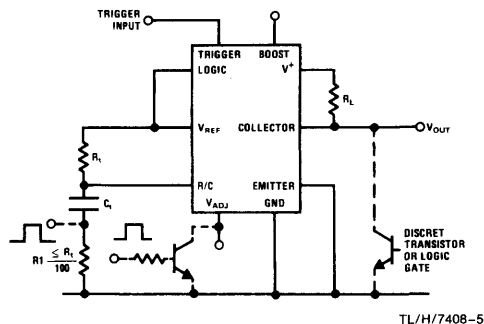 TRIGGER
INPUT
TRIGGER BOOST
LOGIC V+
RL
VREF COLLECTOR VOUT
Rt
R/C EMITTER
Ct
VADJ GND
R1 ≤ Rt
100
DISCRET
TRANSISTOR
OR LOGIC
GATE
TL/H/7408–5